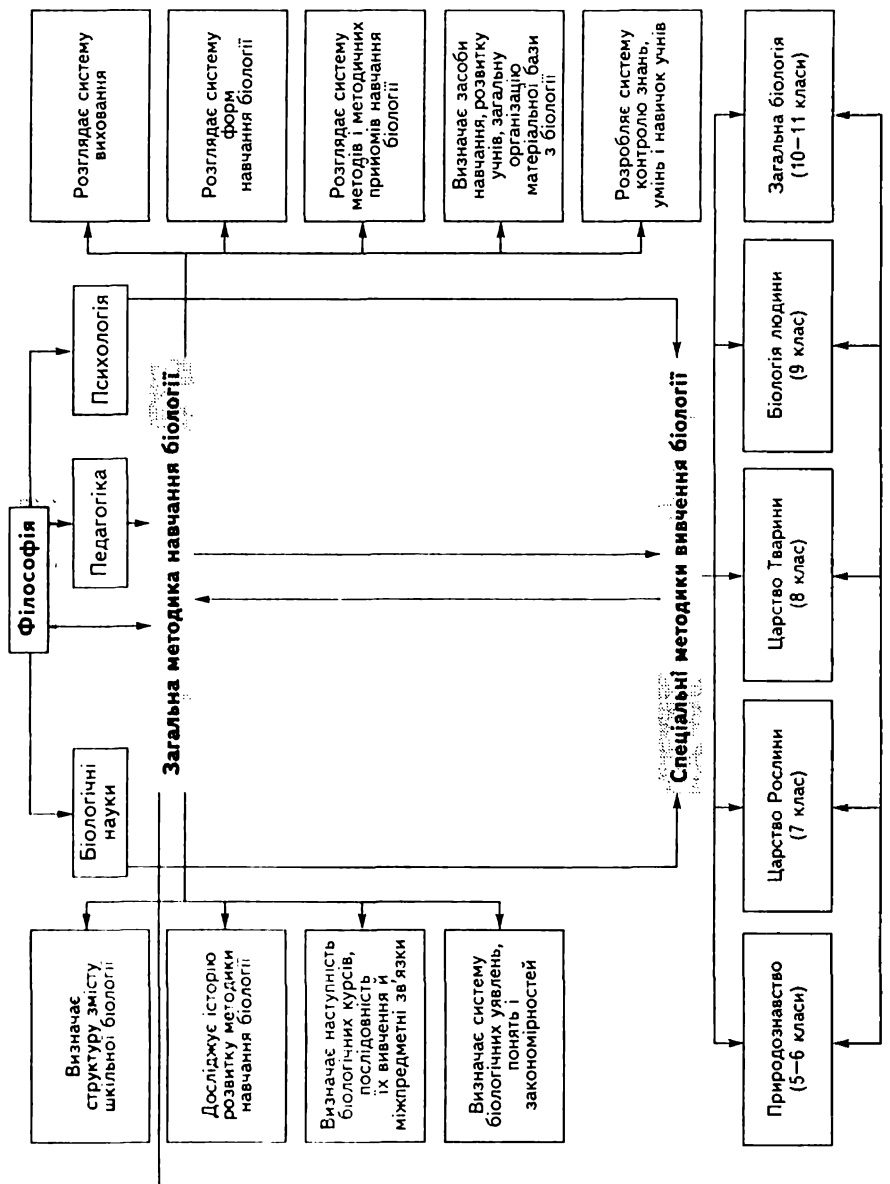 Філософія
Біологічні
науки
Педагогіка
Психологія
Загальна методика навчання біології
Визначає
структуру змісту
шкільної біології
Досліджує історію
розвитку методики
навчання біології
Визначає наступність
біологічних курсів,
послідовність
їх вивчення й
міжпредметні зв'язки
Визначає систему
біологічних уявлень,
понять і
закономірностей
Розглядає систему
виховання
Розглядає систему
форм
навчання біології
Розглядає систему
методів і методичних
прийомів навчання
біології
Визначає засоби
навчання, розвитку
учнів, загальну
організацію
матеріальної бази
з біології
Розробляє систему
контролю знань,
умінь і навичок учнів
Спеціальні методики вивчення біології
Природознавство
(5–6 класи)
Царство Рослини
(7 клас)
Царство Тварини
(8 клас)
Біологія людини
(9 клас)
Загальна біологія
(10–11 класи)